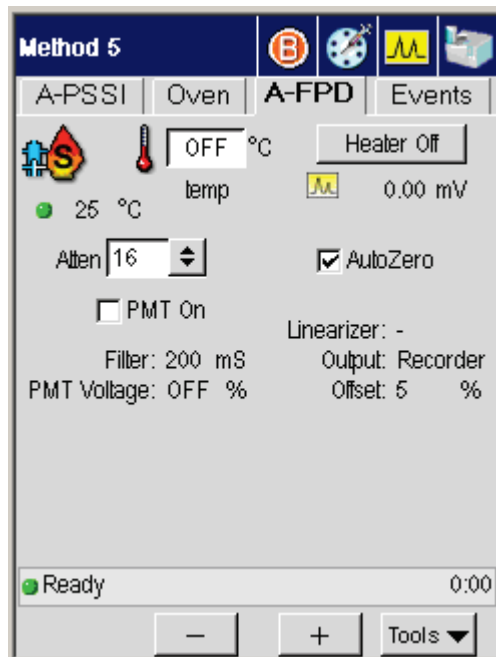 Method 5
B
A-PSSI Oven A-FPD Events
S OFF °C Heater Off
temp 0.00 mV
25 °C
Atten 16 AutoZero
PMT On
Linearizer: -
Filter: 200 mS Output: Recorder
PMT Voltage: OFF % Offset: 5 %
Ready 0:00
− + Tools